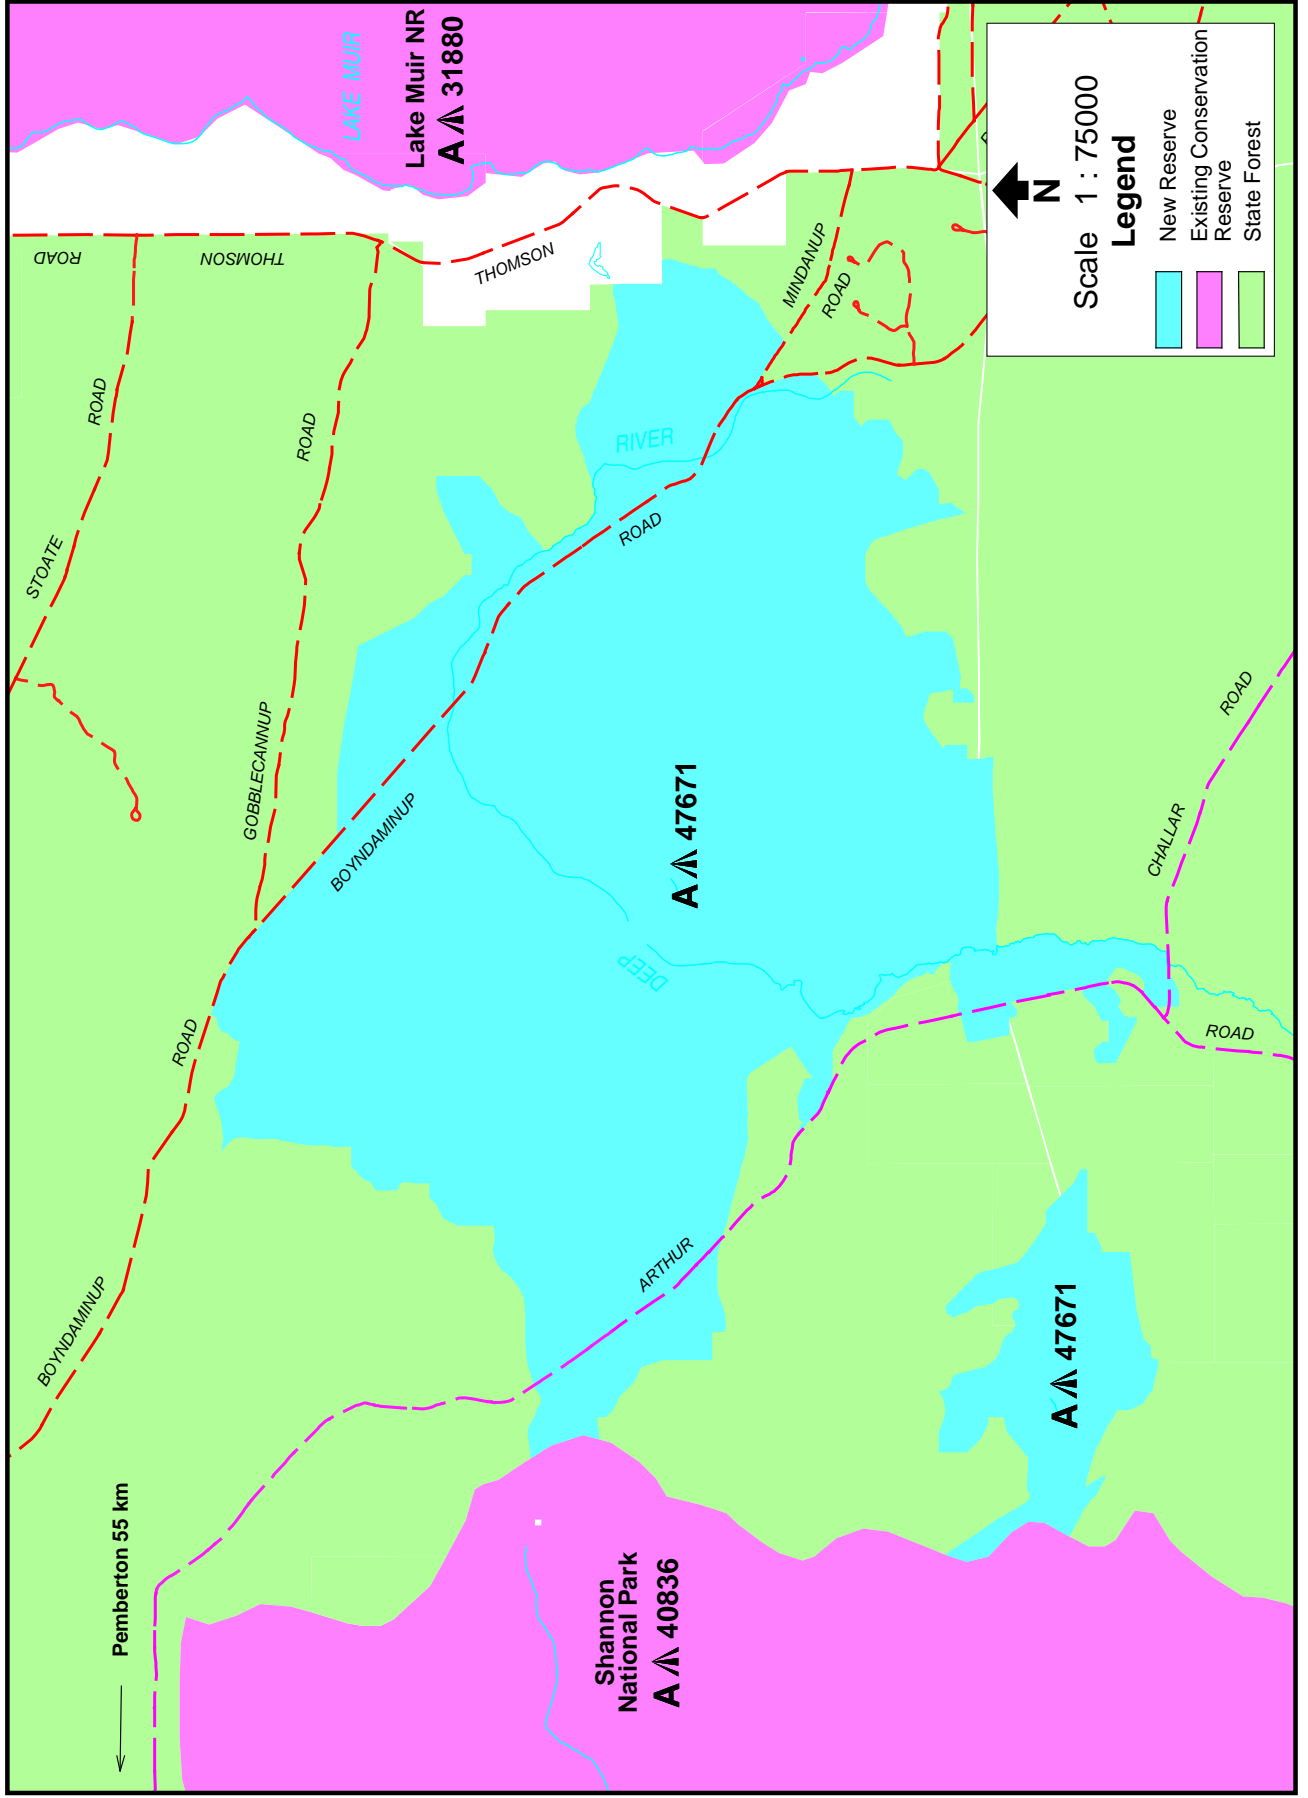 Pemberton 55 km
BOYNDAMINUP
ROAD
STOATE
ROAD
ROAD
THOMSON
GOBBLECANNUP
ROAD
LAKE MUIR
Lake Muir NR
A 31880
BOYNDAMINUP
ROAD
THOMSON
RIVER
DEEP
MINDANUP
ROAD
A 47671
ARTHUR
Shannon
National Park
A 40836
A 47671
CHALLAR
ROAD
ROAD
N
Scale 1 : 75000
Legend
New Reserve
Existing Conservation
Reserve
State Forest